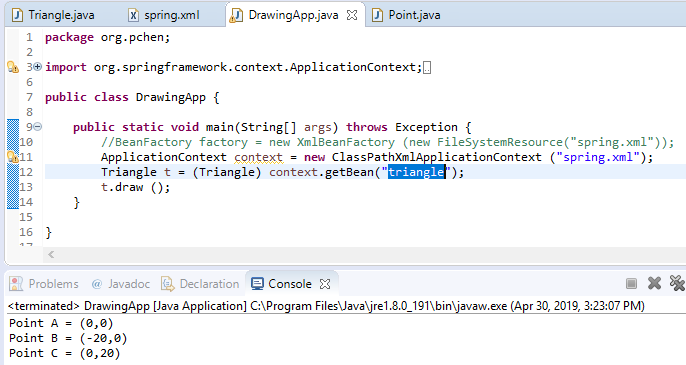 Triangle.java spring.xml DrawingApp.java Point.java
1 package org.pchen;
2
3 import org.springframework.context.ApplicationContext;
6
7 public class DrawingApp {
8
9 public static void main(String[] args) throws Exception {
10 //BeanFactory factory = new XmlBeanFactory (new FileSystemResource("spring.xml"));
11 ApplicationContext context = new ClassPathXmlApplicationContext ("spring.xml");
12 Triangle t = (Triangle) context.getBean("triangle");
13 t.draw ();
14 }
15
16 }
17
Problems @ Javadoc Declaration Console
<terminated> DrawingApp [Java Application] C:\Program Files\Java\jre1.8.0_191\bin\javaw.exe (Apr 30, 2019, 3:23:07 PM)
Point A = (0,0)
Point B = (-20,0)
Point C = (0,20)